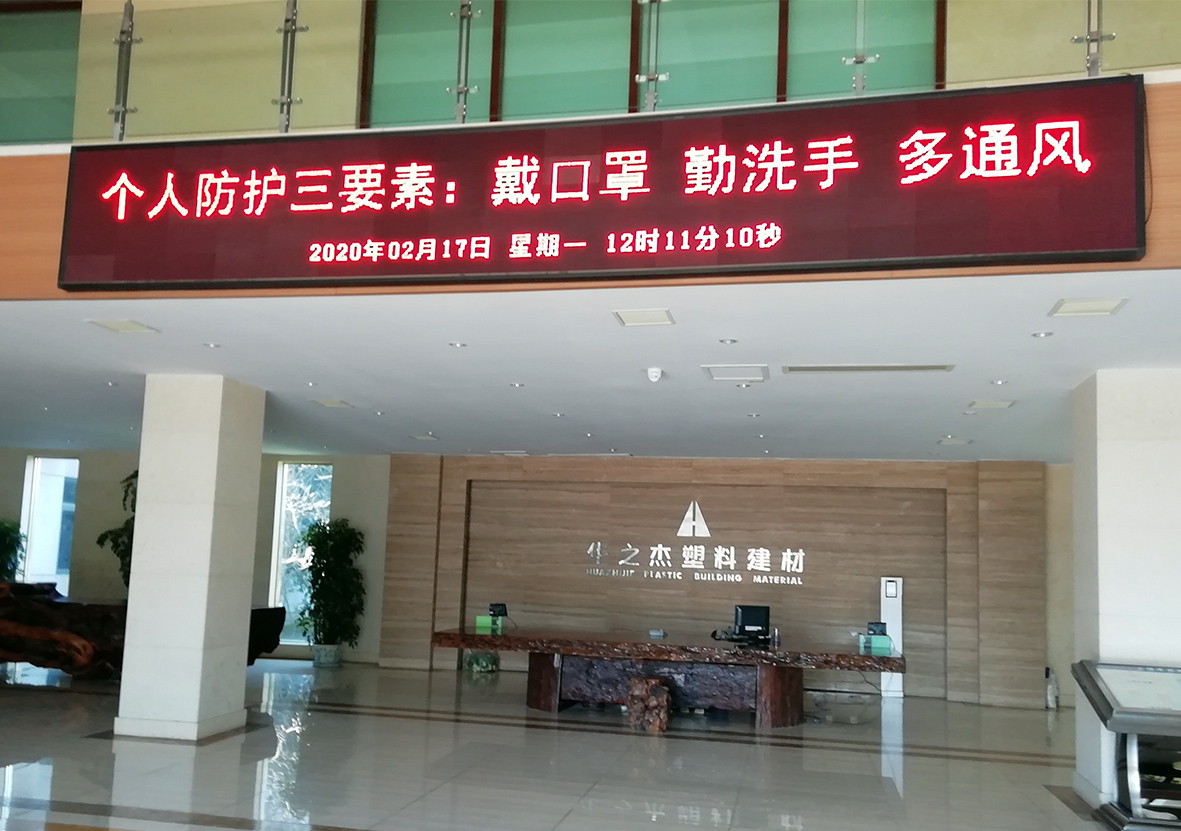 个人防护三要素：戴口罩 勤洗手 多通风
2020年02月17日 星期一 12时11分10秒
华之杰塑料建材
HUAZHIJIE PLASTIC BUILDING MATERIAL